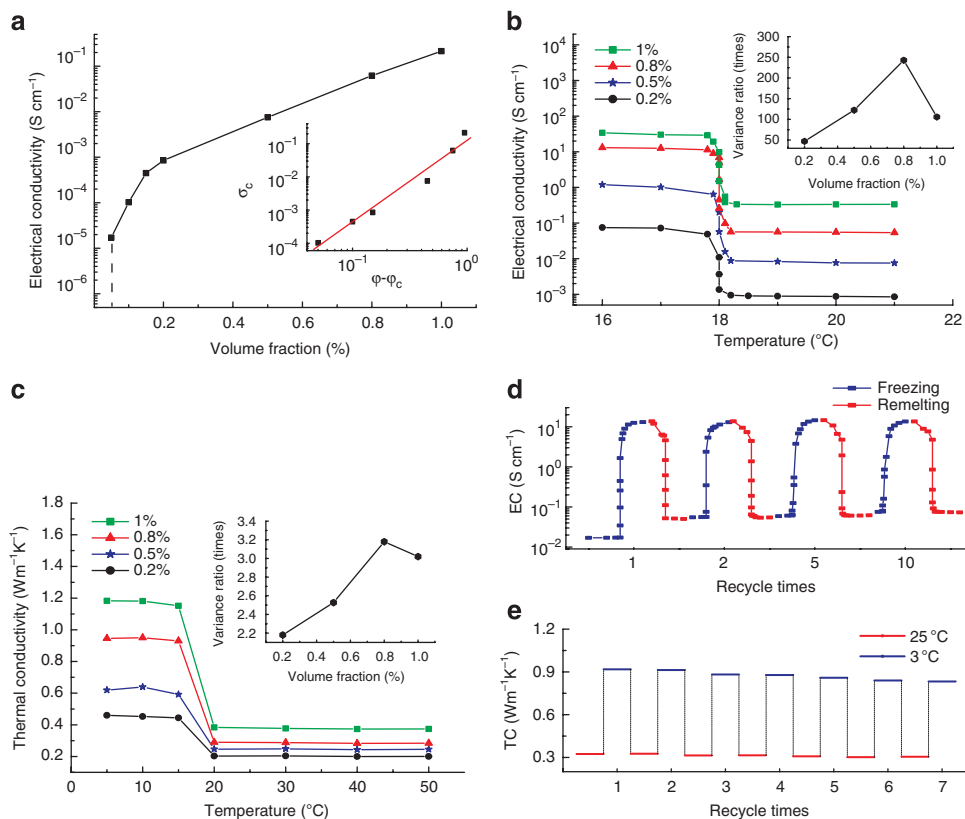 a
Electrical conductivity (S cm⁻¹)
10⁻¹
10⁻²
10⁻³
10⁻⁴
10⁻⁵
10⁻⁶
0.2 0.4 0.6 0.8 1.0
Volume fraction (%)
σc
10⁰
10⁻¹
10⁻²
10⁻³
10⁻⁴
10⁻¹ 10⁰
φ-φc
b
Electrical conductivity (S cm⁻¹)
10⁴
10³
10²
10¹
10⁰
10⁻¹
10⁻²
10⁻³
1%
0.8%
0.5%
0.2%
16 18 20 22
Temperature (°C)
Variance ratio (times)
300
250
200
150
100
50
0.2 0.4 0.6 0.8 1.0
Volume fraction (%)
c
Thermal conductivity (Wm⁻¹K⁻¹)
1.8
1.6
1.4
1.2
1.0
0.8
0.6
0.4
0.2
1%
0.8%
0.5%
0.2%
0 10 20 30 40 50
Temperature (°C)
Variance ratio (times)
3.4
3.2
3.0
2.8
2.6
2.4
2.2
0.2 0.4 0.6 0.8 1.0
Volume fraction (%)
d
Freezing
Remelting
EC (S cm⁻¹)
10¹
10⁰
10⁻¹
10⁻²
1 2 5 10
Recycle times
e
25 °C
3 °C
TC (Wm⁻¹K⁻¹)
1.2
0.9
0.6
0.3
1 2 3 4 5 6 7
Recycle times